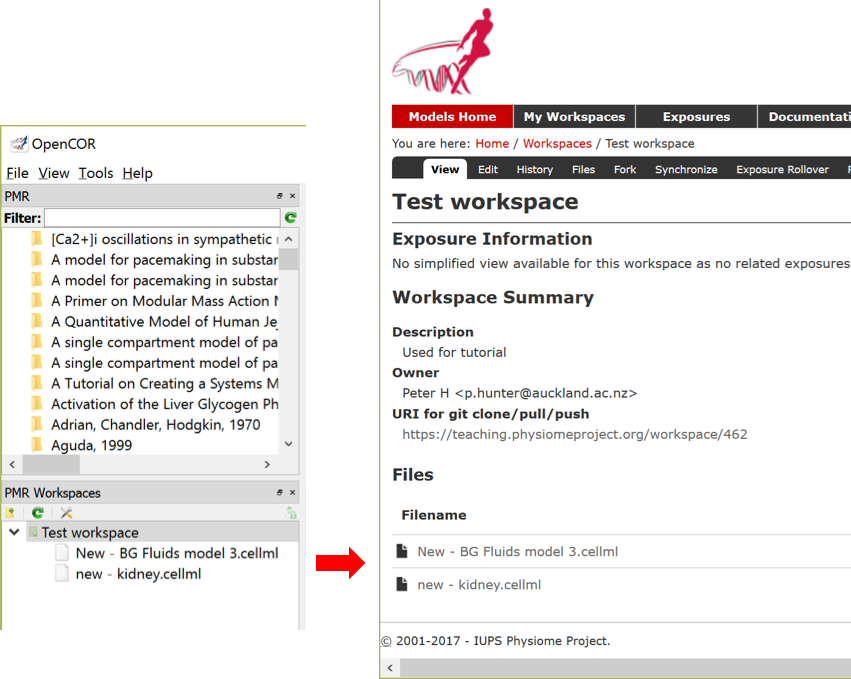 OpenCOR
File View Tools Help
PMR
Filter:
[Ca2+]i oscillations in sympathetic
A model for pacemaking in substar
A model for pacemaking in substar
A Primer on Modular Mass Action
A Quantitative Model of Human Je
A single compartment model of pa
A single compartment model of pa
A Tutorial on Creating a Systems M
Activation of the Liver Glycogen Ph
Adrian, Chandler, Hodgkin, 1970
Aguda, 1999
PMR Workspaces
Test workspace
New - BG Fluids model 3.cellml
new - kidney.cellml
Models Home My Workspaces Exposures Documentati
You are here: Home / Workspaces / Test workspace
View Edit History Files Fork Synchronize Exposure Rollover
Test workspace
Exposure Information
No simplified view available for this workspace as no related exposures
Workspace Summary
Description
Used for tutorial
Owner
Peter H <p.hunter@auckland.ac.nz>
URI for git clone/pull/push
https://teaching.physiomeproject.org/workspace/462
Files
Filename
New - BG Fluids model 3.cellml
new - kidney.cellml
© 2001-2017 - IUPS Physiome Project.